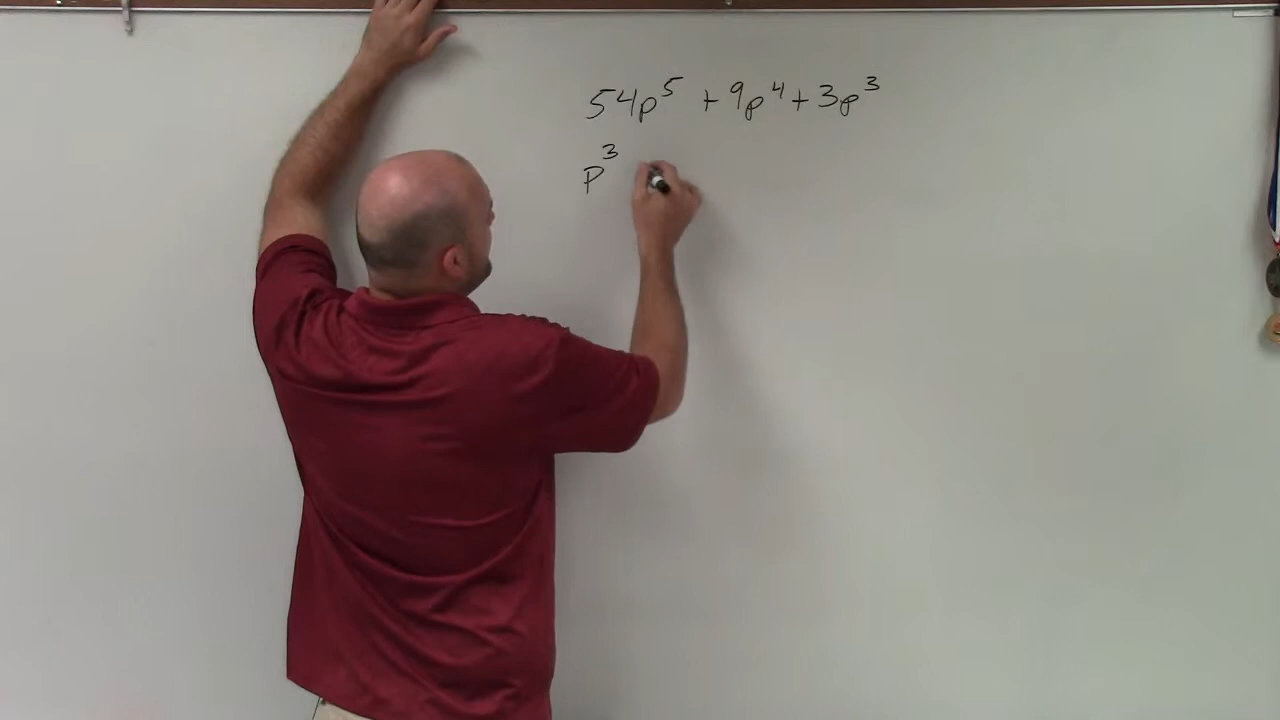 54p⁵ + 9p⁴ + 3p³
p³